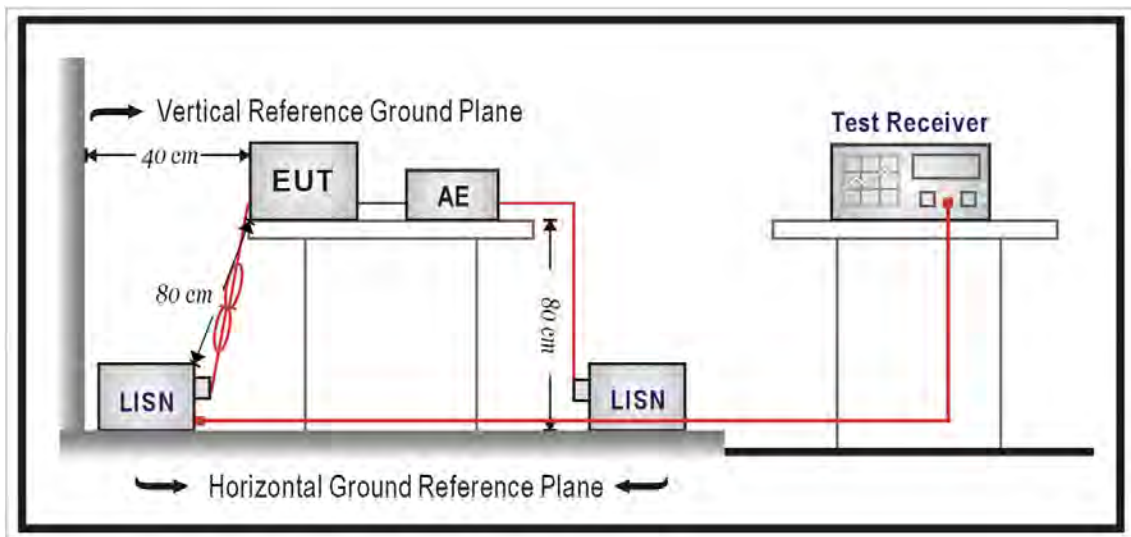 Vertical Reference Ground Plane
Test Receiver
40 cm
EUT
AE
80 cm
80 cm
LISN
LISN
Horizontal Ground Reference Plane